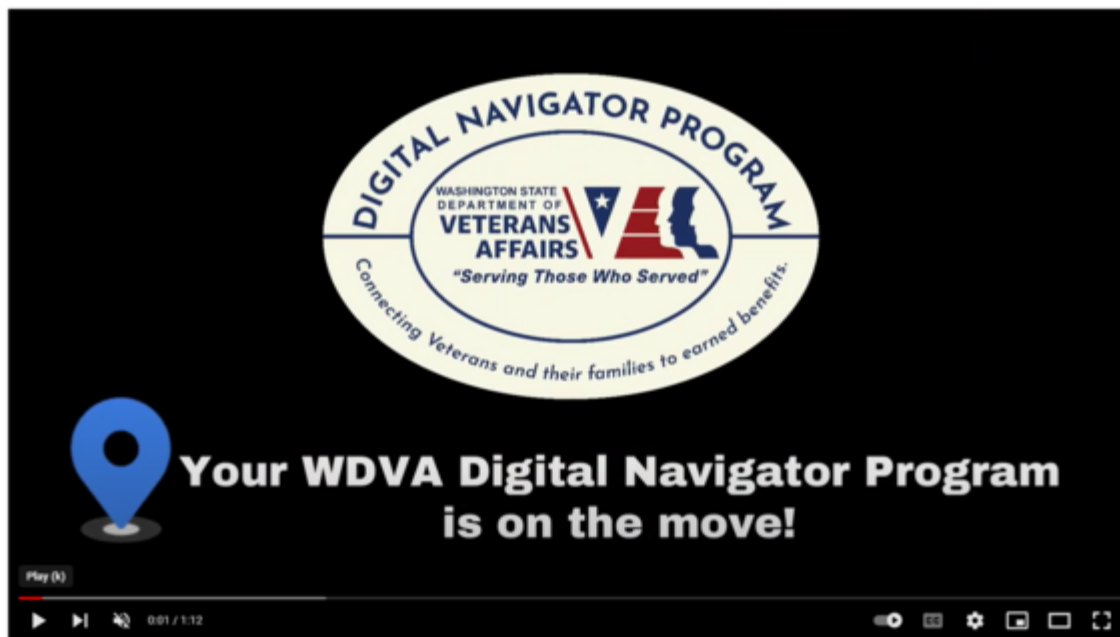 DIGITAL NAVIGATOR PROGRAM
WASHINGTON STATE
DEPARTMENT OF
VETERANS
AFFAIRS
"Serving Those Who Served"
Connecting Veterans and their families to earned benefits.
Your WDVA Digital Navigator Program
is on the move!
Play (k)
0:01 / 1:12
CC